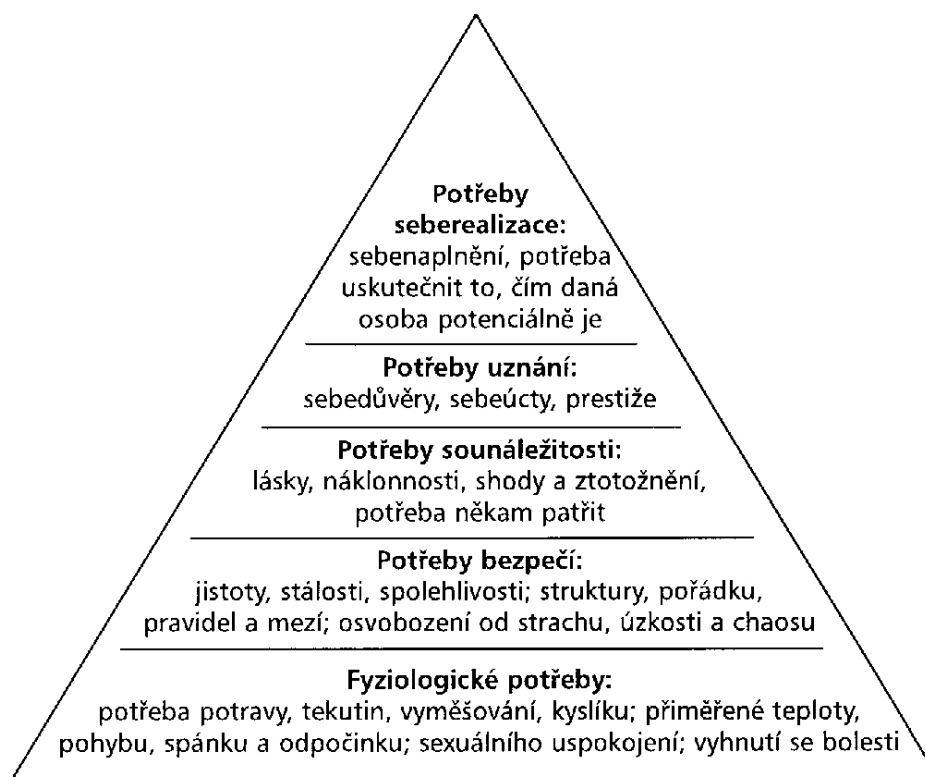 Potřeby
seberealizace:
sebenaplnění, potřeba
uskutečnit to, čím daná
osoba potenciálně je
Potřeby uznání:
sebedůvěry, sebeúcty, prestiže
Potřeby sounáležitosti:
lásky, náklonnosti, shody a ztotožnění,
potřeba někam patřit
Potřeby bezpečí:
jistoty, stálosti, spolehlivosti; struktury, pořádku,
pravidel a mezí; osvobození od strachu, úzkosti a chaosu
Fyziologické potřeby:
potřeba potravy, tekutin, vyměšování, kyslíku; přiměřené teploty,
pohybu, spánku a odpočinku; sexuálního uspokojení; vyhnutí se bolesti